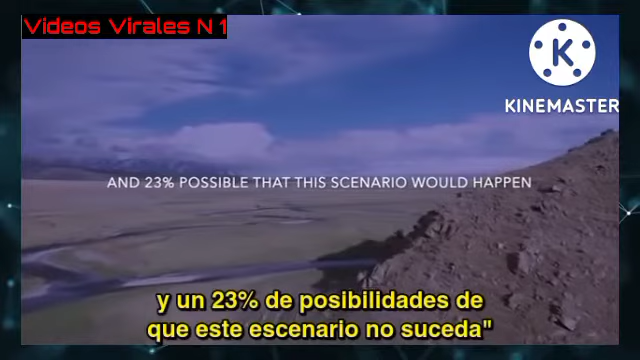 Videos Virales N 1
K
KINEMASTER
AND 23% POSSIBLE THAT THIS SCENARIO WOULD HAPPEN
y un 23% de posibilidades de
que este escenario no suceda"